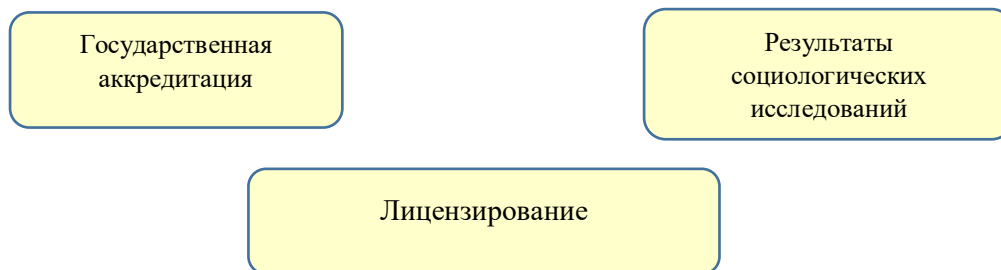 Государственная
аккредитация
Результаты
социологических
исследований
Лицензирование